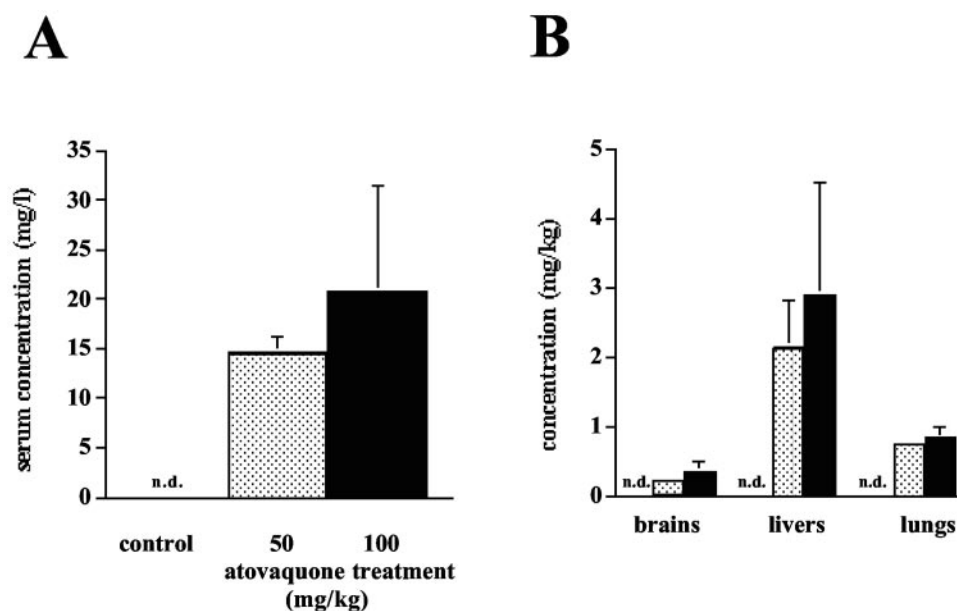 A
B
serum concentration (mg/l)
35
30
25
20
15
10
5
0
n.d.
control
50
100
atovaquone treatment
(mg/kg)
concentration (mg/kg)
5
4
3
2
1
0
n.d.
n.d.
n.d.
brains
livers
lungs